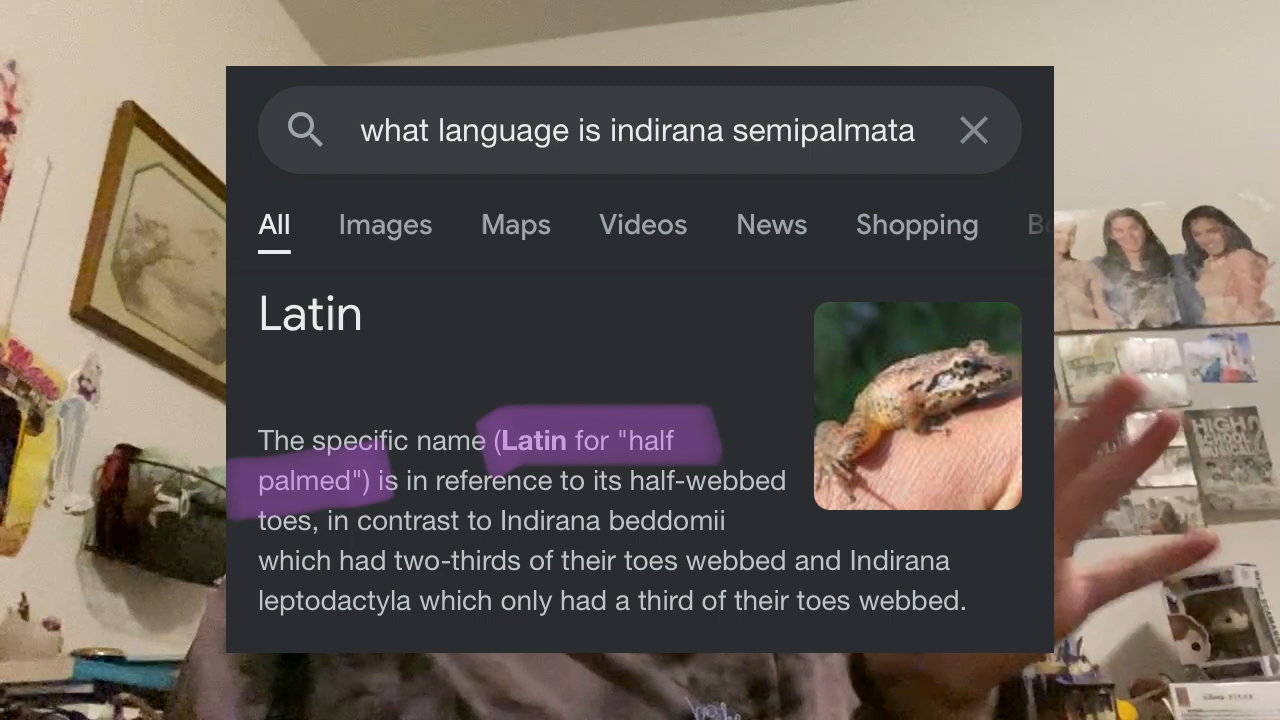 what language is indirana semipalmata
All Images Maps Videos News Shopping
Latin
The specific name (Latin for "half
palmed") is in reference to its half-webbed
toes, in contrast to Indirana beddomii
which had two-thirds of their toes webbed and Indirana
leptodactyla which only had a third of their toes webbed.
HIGH
SCHOOL
MUSICAL